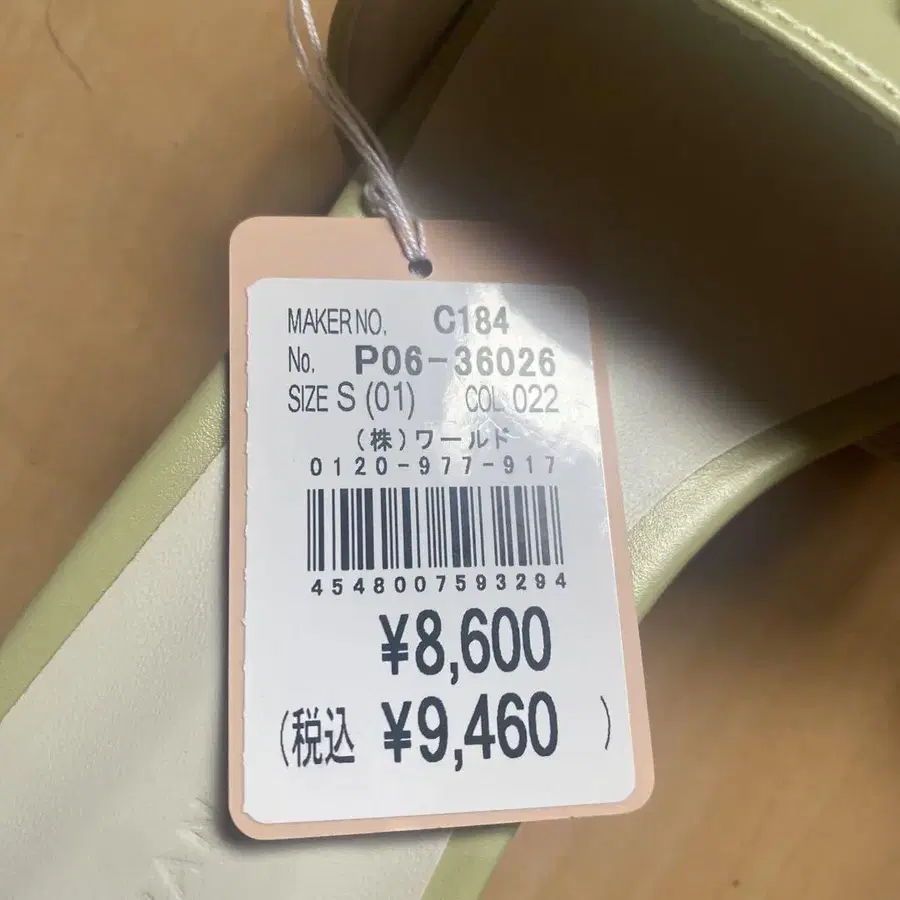 MAKER NO. C184
No. P06-36026
SIZE S (01) COL 022
(株)ワールド
0120-977-917
4548007593294
¥8,600
(税込 ¥9,460 )